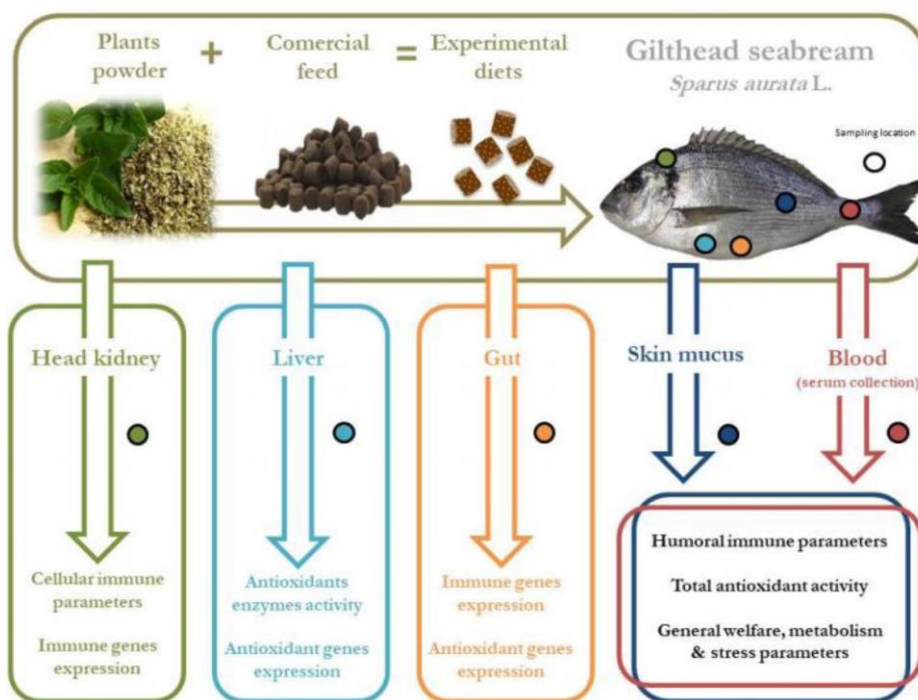 Plants
powder
+
Comercial
feed
=
Experimental
diets
Gilthead seabream
Sparus aurata L.
Sampling location
Head kidney
Liver
Gut
Skin mucus
Blood
(serum collection)
Cellular immune
parameters
Immune genes
expression
Antioxidants
enzymes activity
Antioxidant genes
expression
Immune genes
expression
Antioxidant genes
expression
Humoral immune parameters
Total antioxidant activity
General welfare, metabolism
& stress parameters